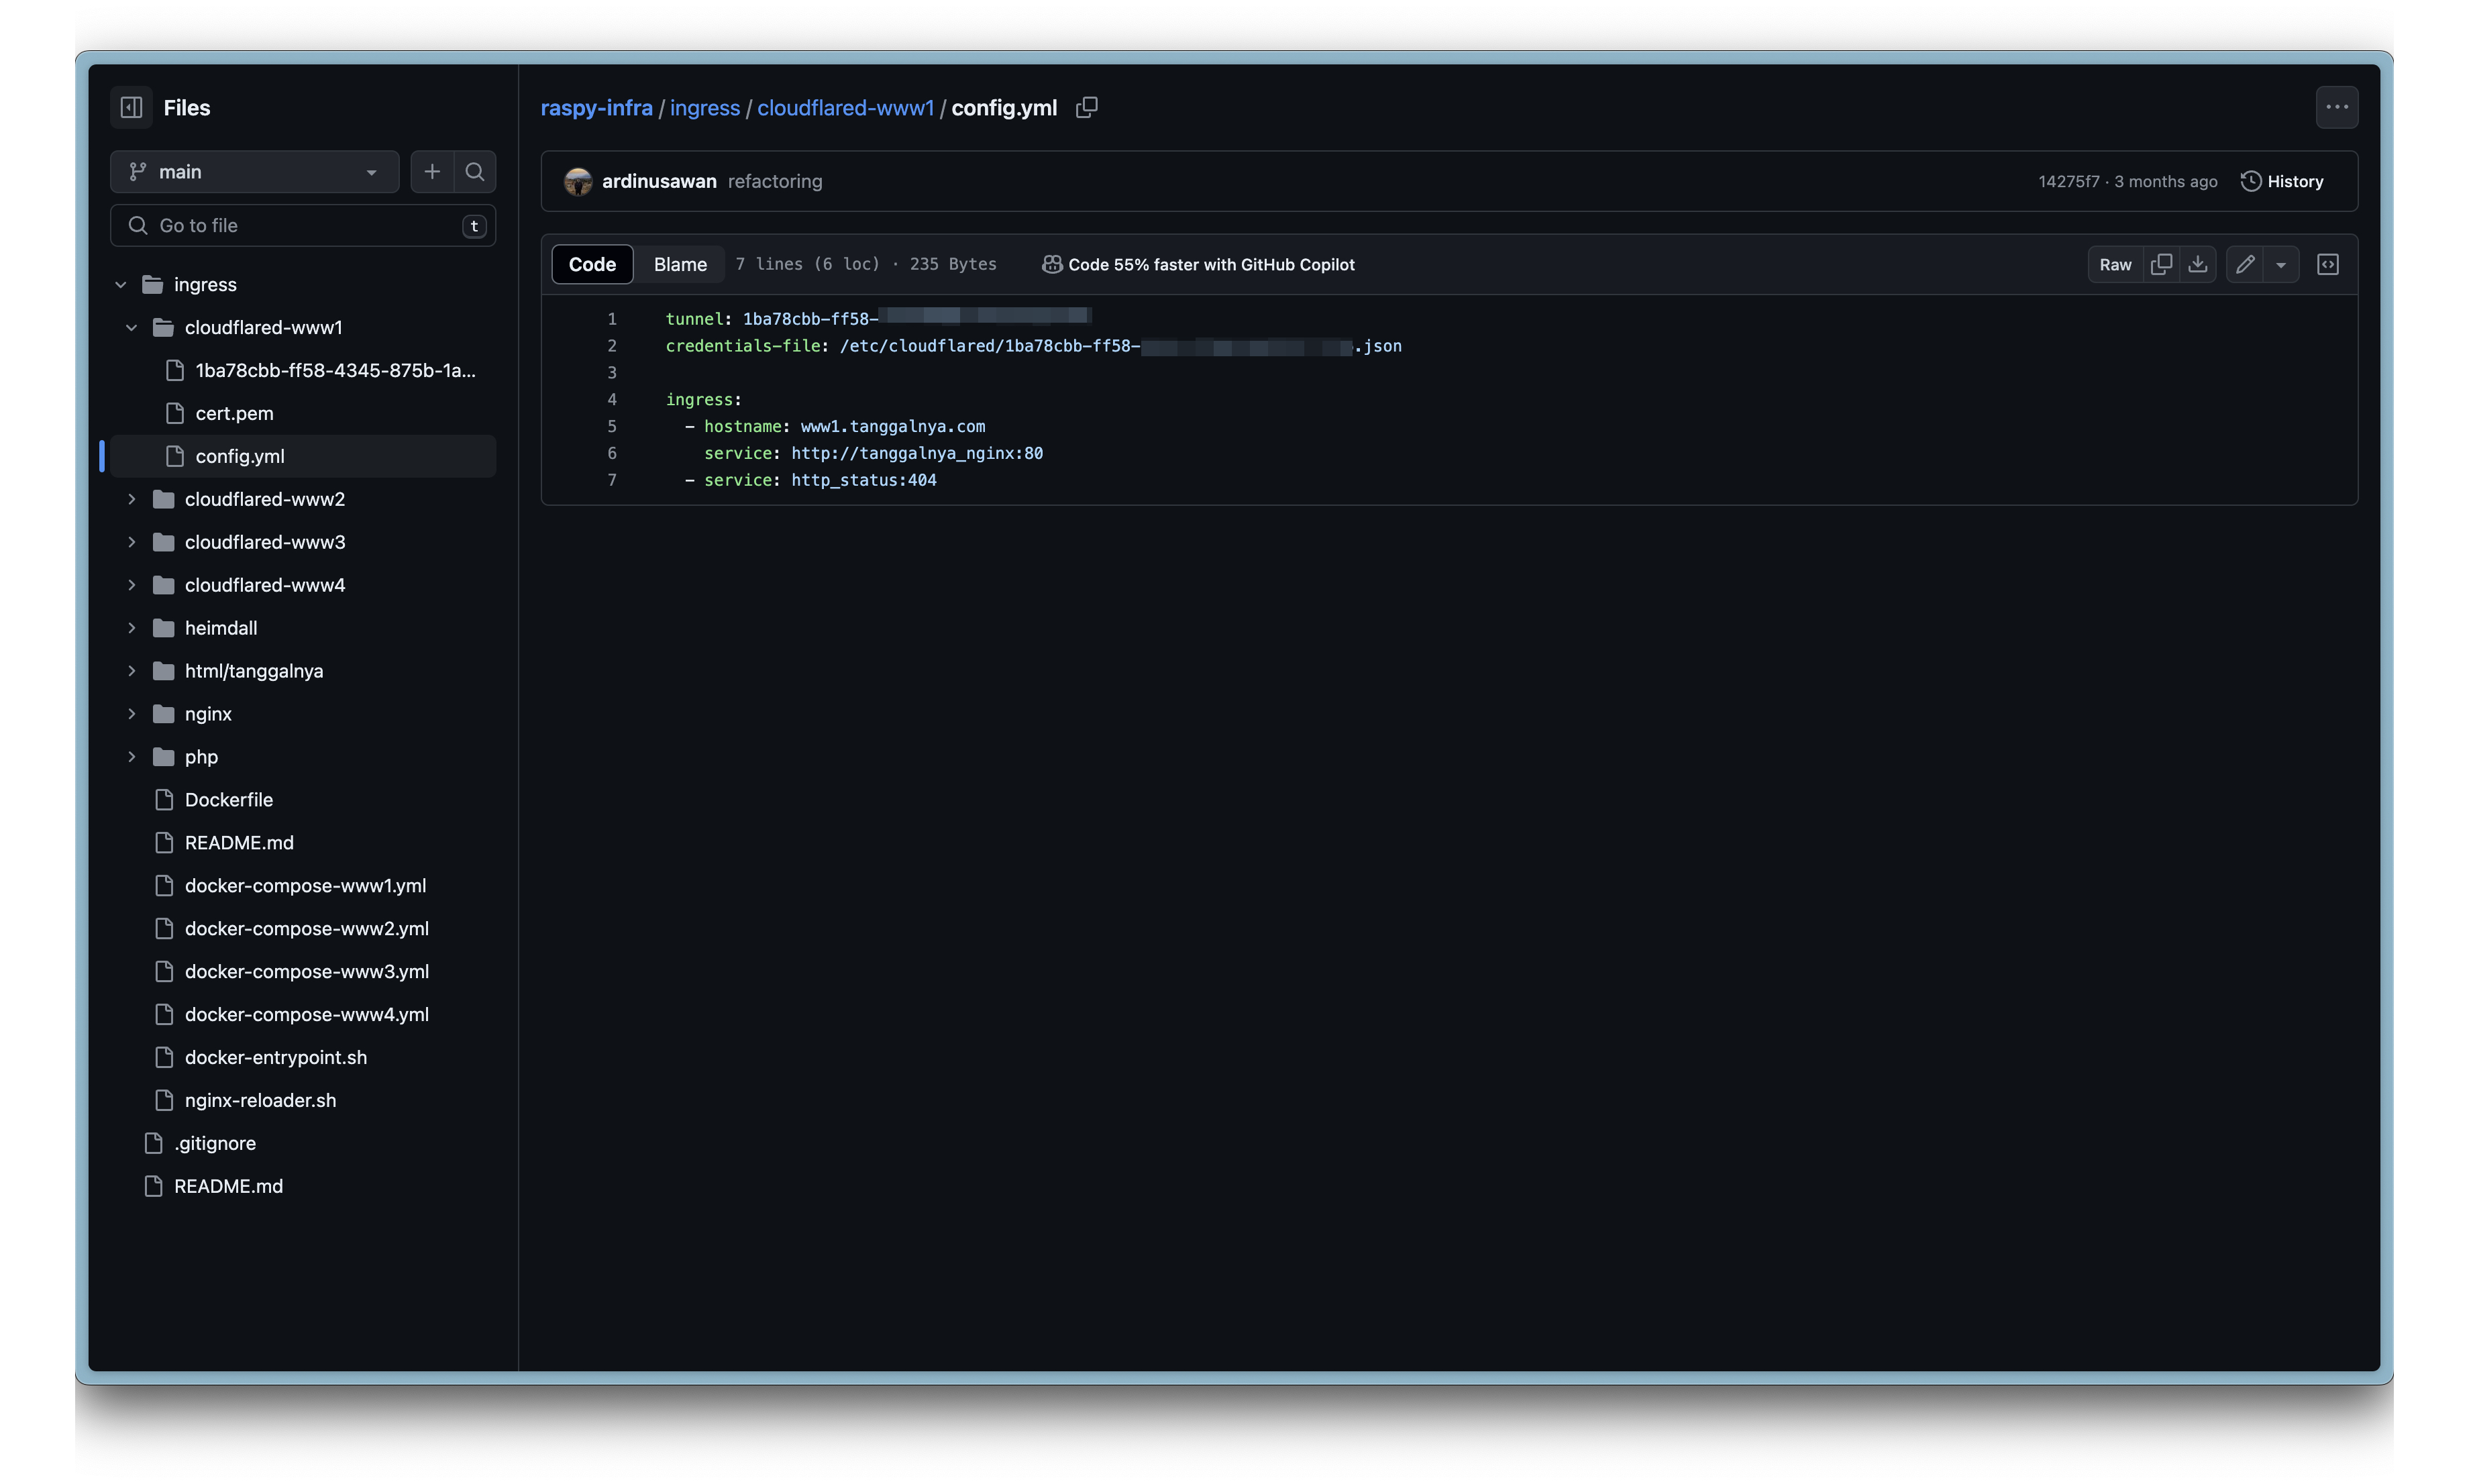 Files
main
Go to file
t
ingress
cloudflared-www1
1ba78cbb-ff58-4345-875b-1a...
cert.pem
config.yml
cloudflared-www2
cloudflared-www3
cloudflared-www4
heimdall
html/tanggalnya
nginx
php
Dockerfile
README.md
docker-compose-www1.yml
docker-compose-www2.yml
docker-compose-www3.yml
docker-compose-www4.yml
docker-entrypoint.sh
nginx-reloader.sh
.gitignore
README.md
raspy-infra / ingress / cloudflared-www1 / config.yml
ardinusawan refactoring 14275f7 · 3 months ago History
Code Blame 7 lines (6 loc) · 235 Bytes Code 55% faster with GitHub Copilot Raw
1 tunnel: 1ba78cbb-ff58-
2 credentials-file: /etc/cloudflared/1ba78cbb-ff58- .json
3
4 ingress:
5 - hostname: www1.tanggalnya.com
6 service: http://tanggalnya_nginx:80
7 - service: http_status:404